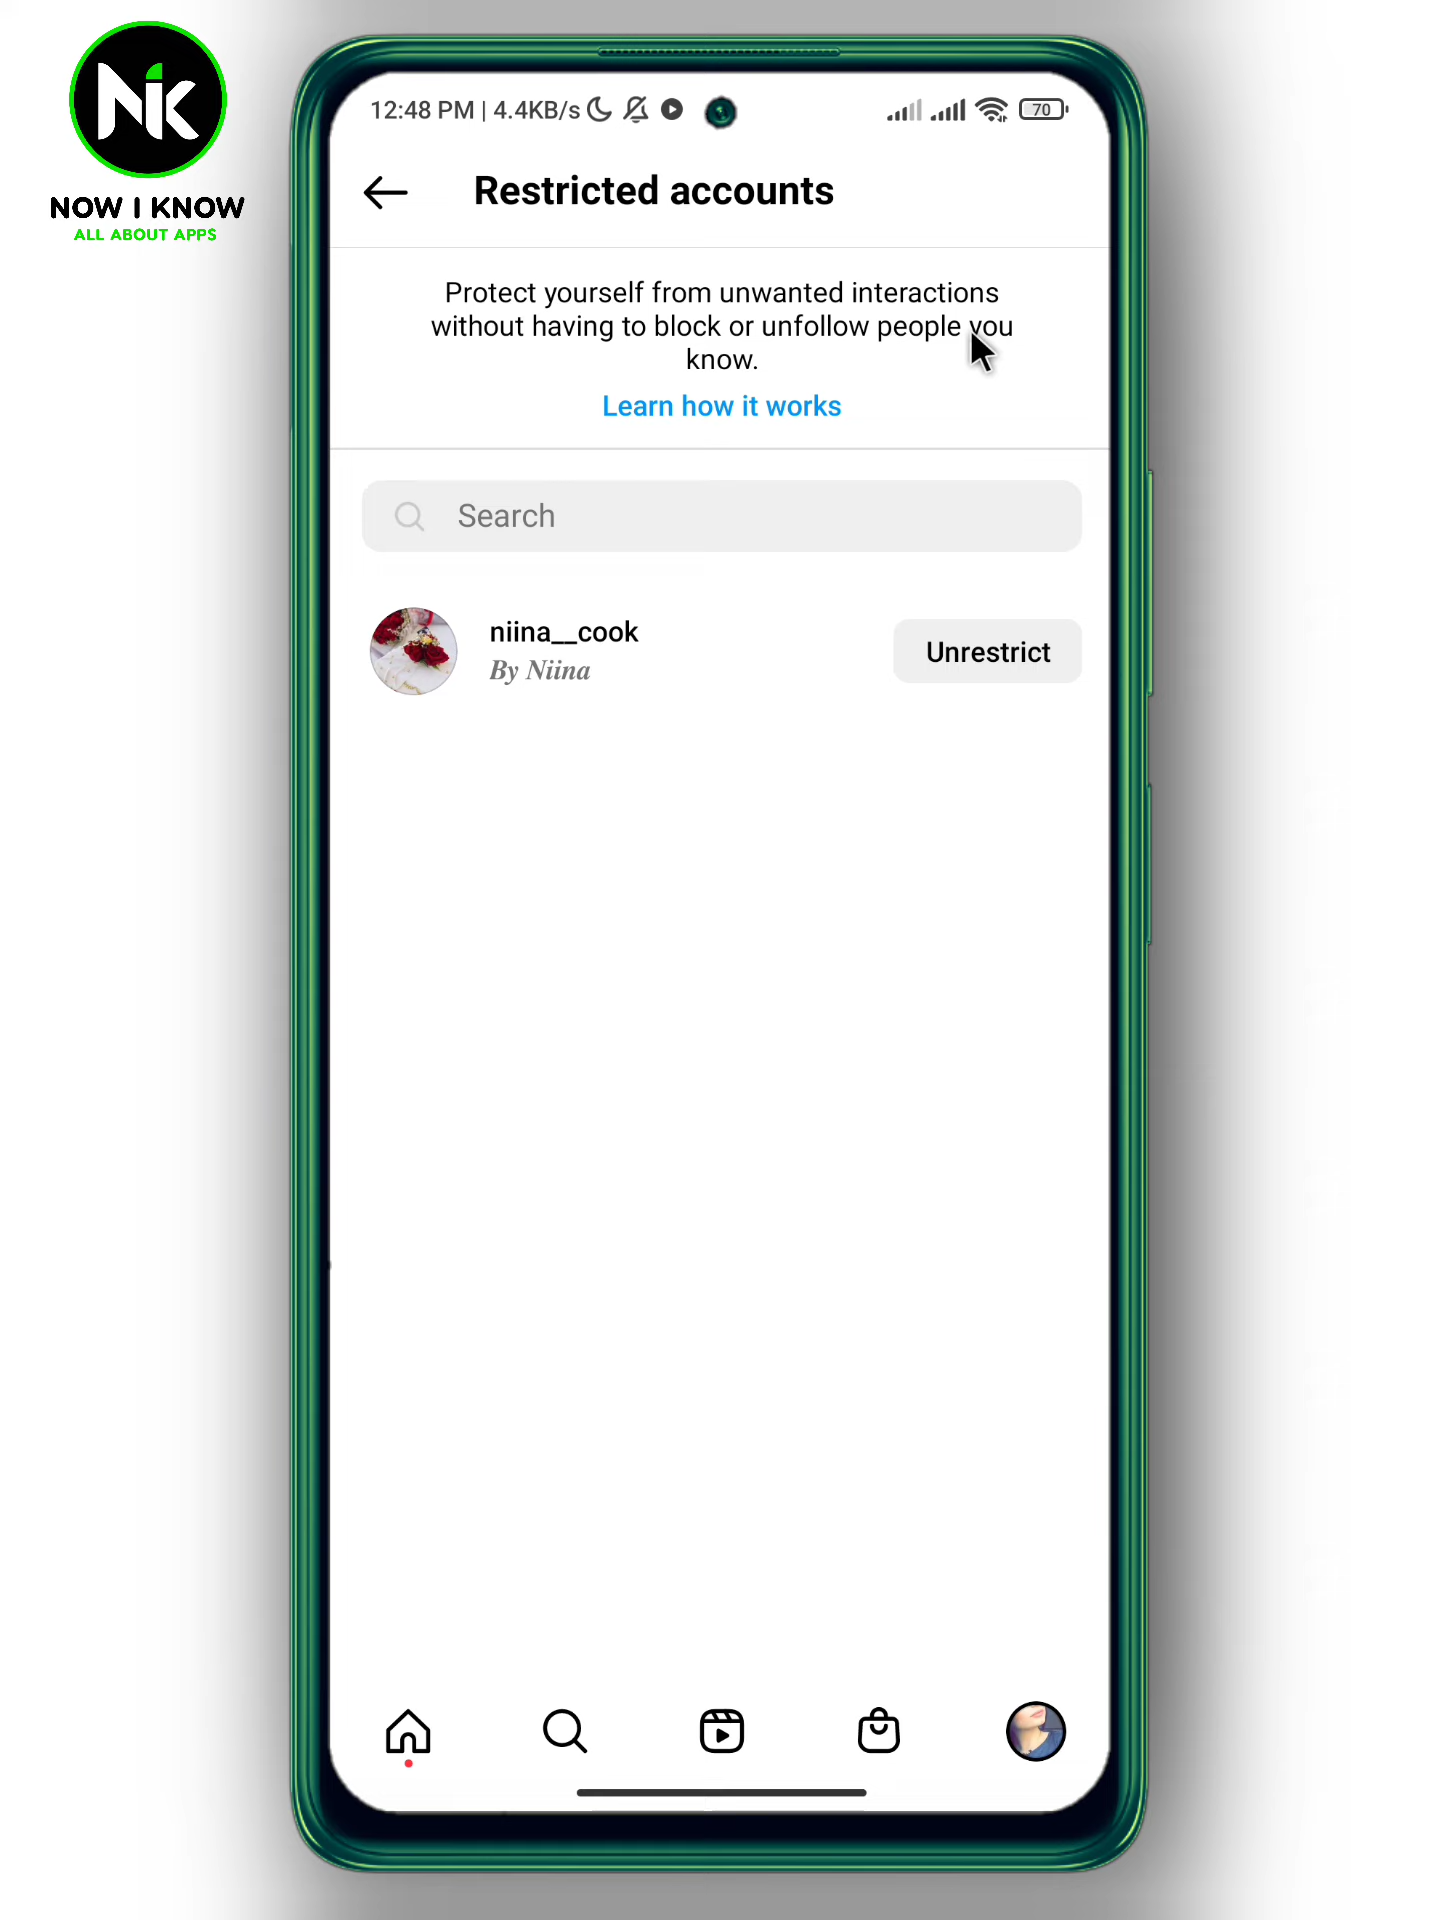 NiK
NOW I KNOW
ALL ABOUT APPS
12:48 PM | 4.4KB/s
70
Restricted accounts
Protect yourself from unwanted interactions
without having to block or unfollow people you
know.
Learn how it works
Search
niina__cook
By Niina
Unrestrict